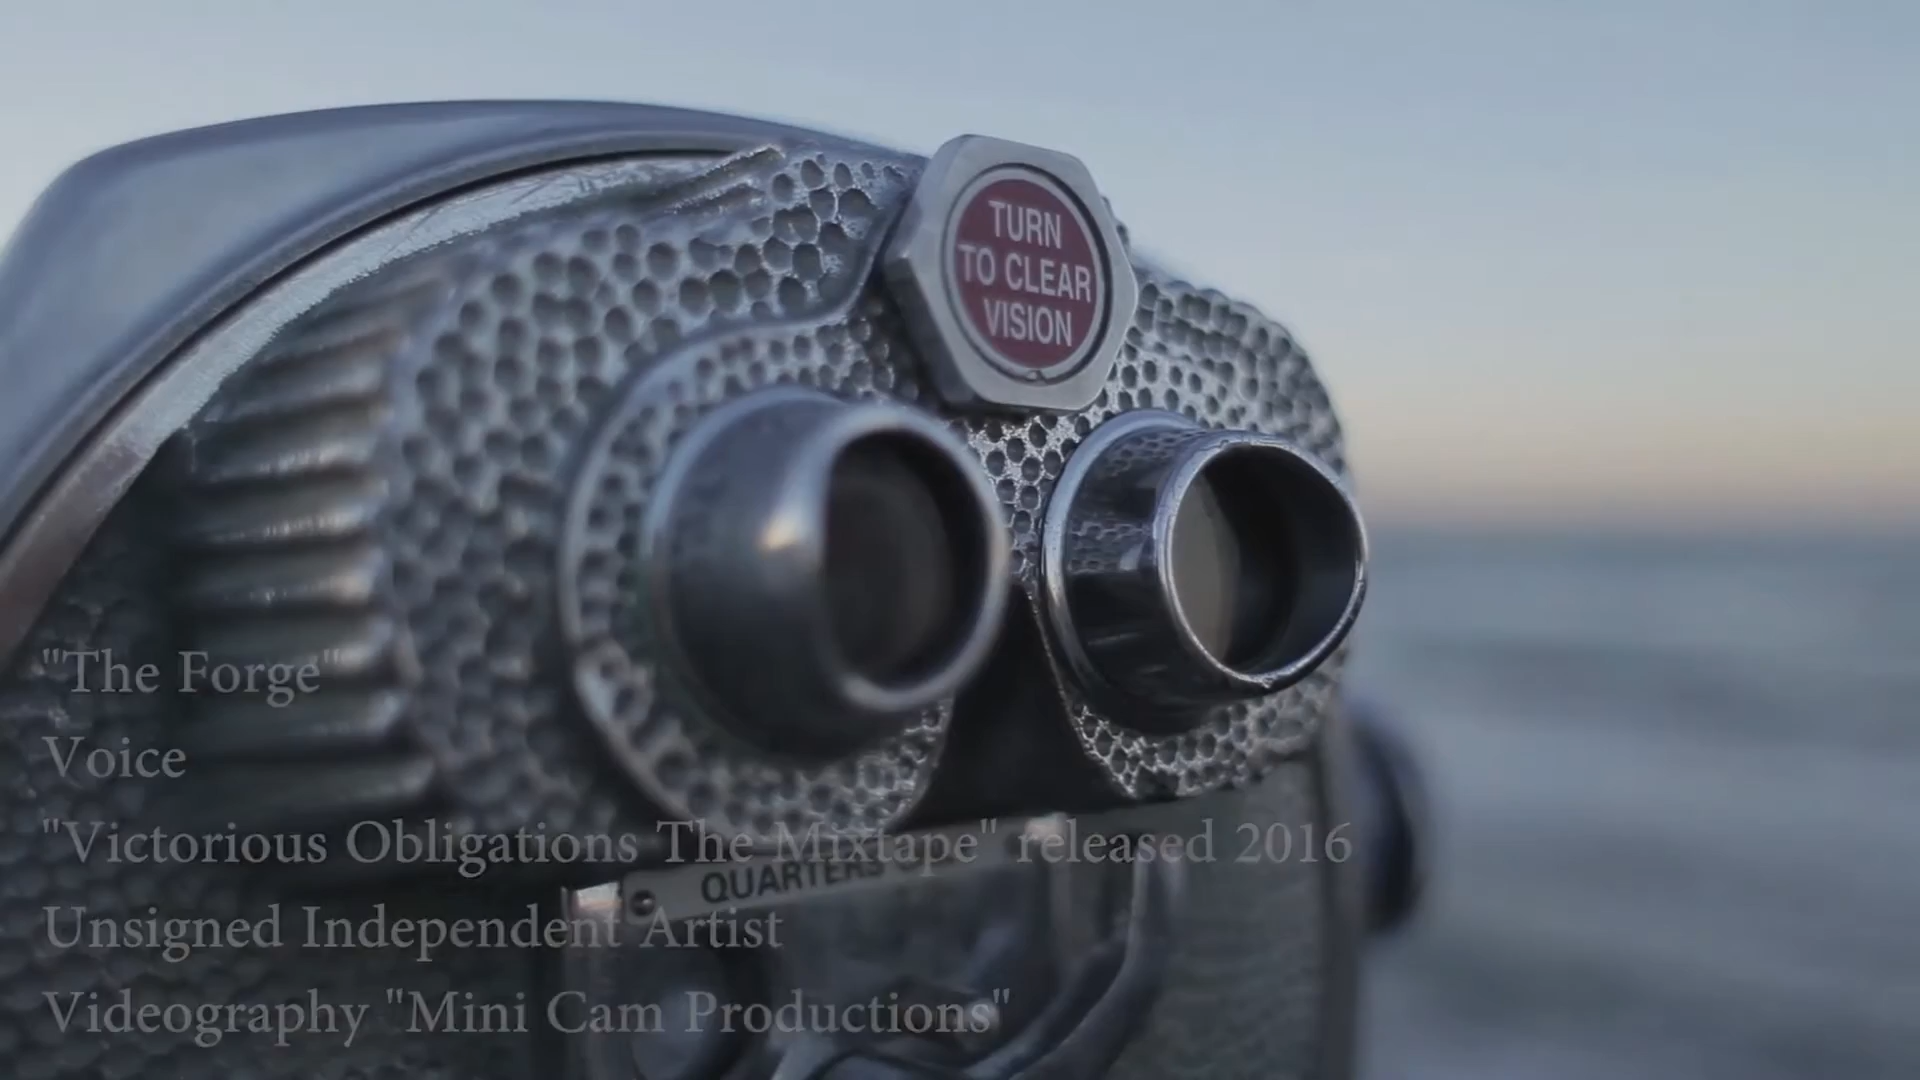 TURN
TO CLEAR
VISION
"The Forge"
Voice
"Victorious Obligations The Mixtape" released 2016
QUARTERS
Unsigned Independent Artist
Videography "Mini Cam Productions"